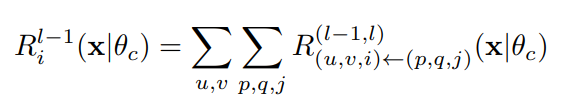 R_i^{l-1}(\mathbf{x}|\theta_c) = \sum_{u,v} \sum_{p,q,j} R_{(u,v,i) \leftarrow (p,q,j)}^{(l-1,l)}(\mathbf{x}|\theta_c)